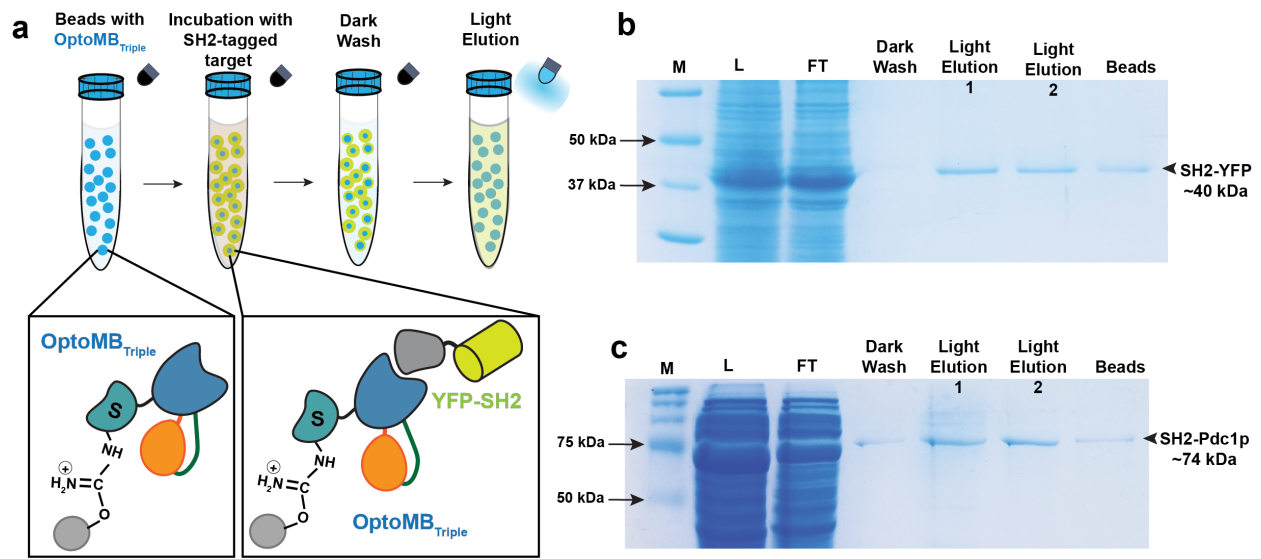 a
Beads with
OptoMBTriple
Incubation with
SH2-tagged
target
Dark
Wash
Light
Elution
OptoMBTriple
S
NH
+
H2N
C
O
YFP-SH2
S
NH
+
H2N
C
O
OptoMBTriple
b
M
L
FT
Dark
Wash
Light
Elution
1
Light
Elution
2
Beads
50 kDa
37 kDa
SH2-YFP
~40 kDa
c
M
L
FT
Dark
Wash
Light
Elution
1
Light
Elution
2
Beads
75 kDa
50 kDa
SH2-Pdc1p
~74 kDa